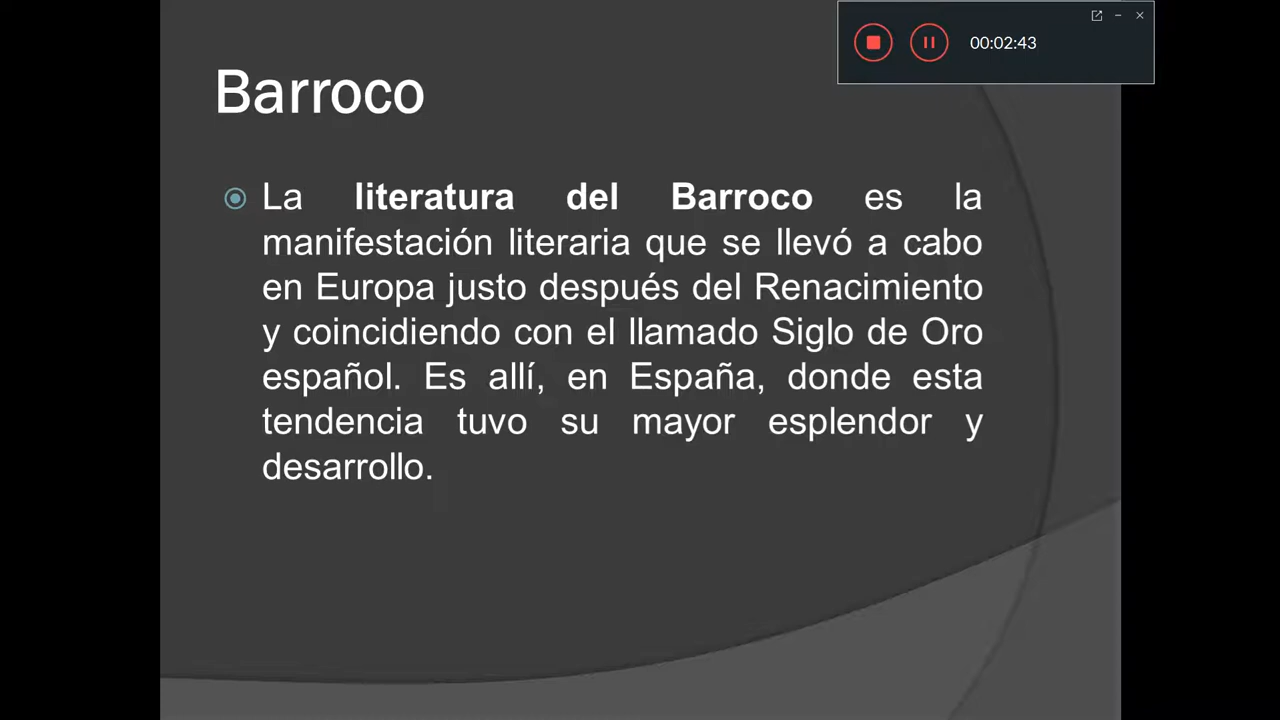 00:02:43
Barroco
La literatura del Barroco es la
manifestación literaria que se llevó a cabo
en Europa justo después del Renacimiento
y coincidiendo con el llamado Siglo de Oro
español. Es allí, en España, donde esta
tendencia tuvo su mayor esplendor y
desarrollo.